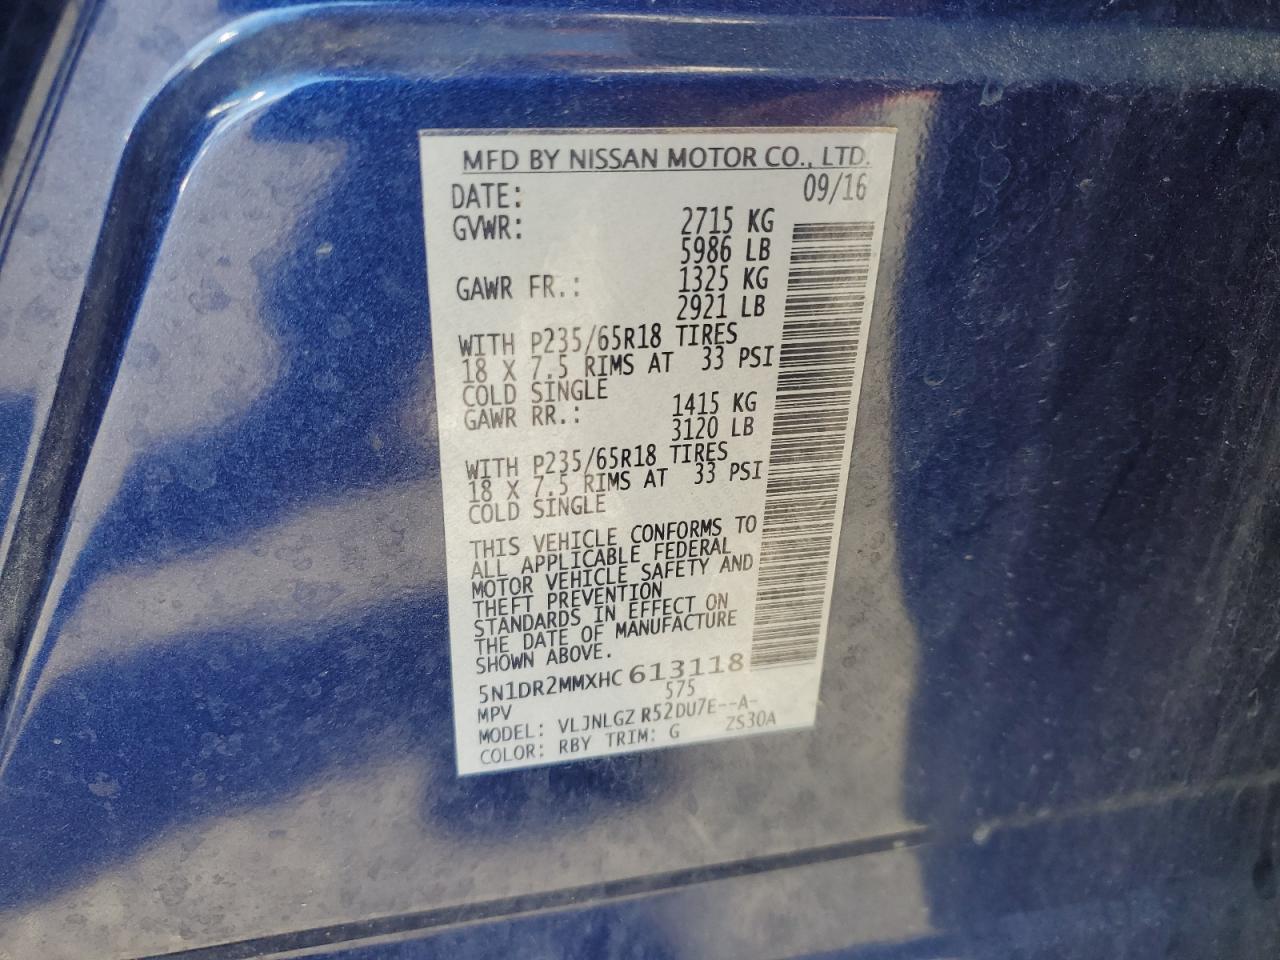 MFD BY NISSAN MOTOR CO., LTD.
DATE: 09/16
GVWR: 2715 KG
5986 LB
GAWR FR.: 1325 KG
2921 LB
WITH P235/65R18 TIRES
18 X 7.5 RIMS AT 33 PSI
COLD SINGLE
GAWR RR.: 1415 KG
3120 LB
WITH P235/65R18 TIRES
18 X 7.5 RIMS AT 33 PSI
COLD SINGLE
THIS VEHICLE CONFORMS TO
ALL APPLICABLE FEDERAL
MOTOR VEHICLE SAFETY AND
THEFT PREVENTION
STANDARDS IN EFFECT ON
THE DATE OF MANUFACTURE
SHOWN ABOVE.
5N1DR2MMXHC613118
MPV 575
MODEL: VLJNLGZ R52DU7E--A-
COLOR: RBY TRIM: G ZS30A